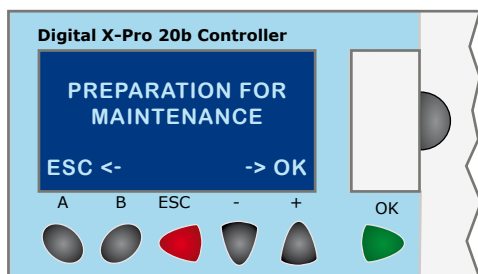 Digital X-Pro 20b Controller
PREPARATION FOR
MAINTENANCE
ESC <- -> OK
A B ESC - + OK